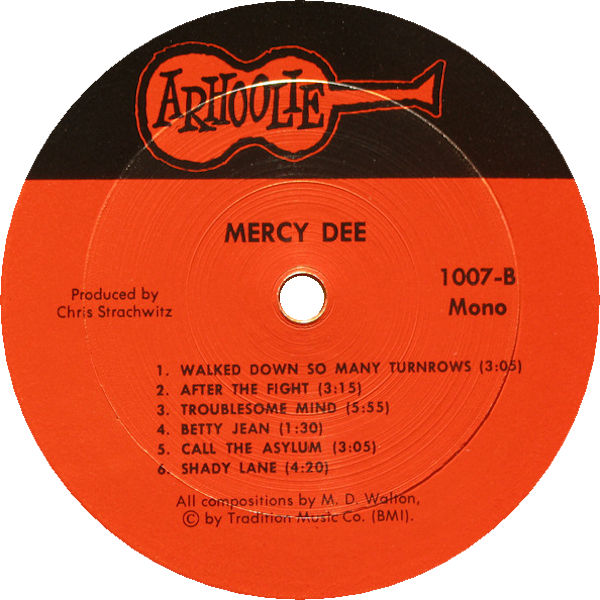 ARHOOLIE
MERCY DEE
Produced by
Chris Strachwitz
1007-B
Mono
1. WALKED DOWN SO MANY TURNROWS (3:05)
2. AFTER THE FIGHT (3:15)
3. TROUBLESOME MIND (5:55)
4. BETTY JEAN (1:30)
5. CALL THE ASYLUM (3:05)
6. SHADY LANE (4:20)
All compositions by M. D. Walton,
© by Tradition Music Co. (BMI).